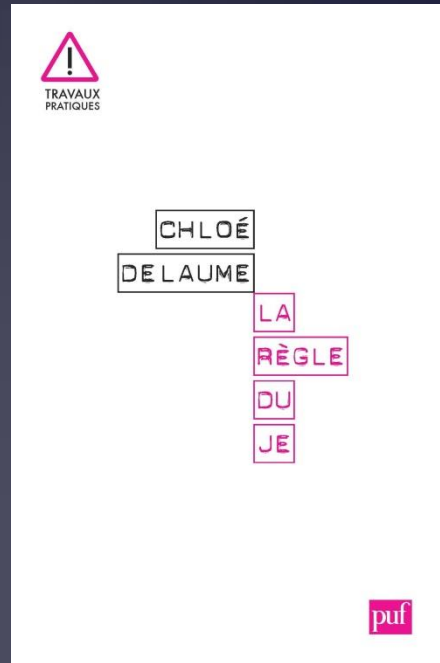 !
TRAVAUX
PRATIQUES
CHLOÉ
DELAUME
LA
RÈGLE
DU
JE
puf